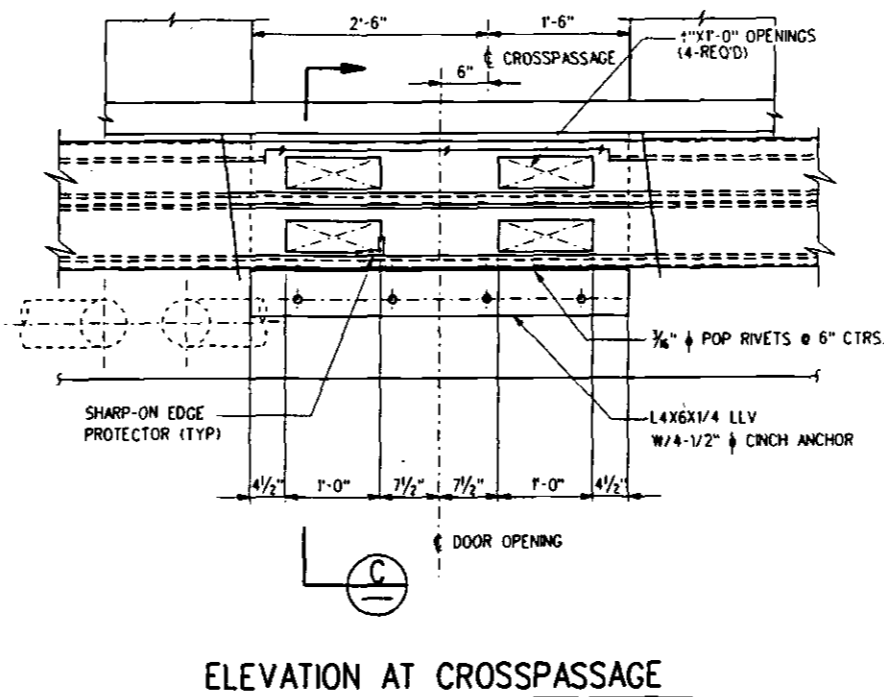 2'-6"
1'-6"
℄ CROSSPASSAGE
6"
1'-0" OPENINGS
(4-REQ'D)
3/16" ϕ POP RIVETS @ 6" CTRS.
SHARP-ON EDGE
PROTECTOR (TYP)
L4X6X1/4 LLV
W/4-1/2" ϕ CINCH ANCHOR
4½" 1'-0" 7½" 7½" 1'-0" 4½"
℄ DOOR OPENING
C
ELEVATION AT CROSSPASSAGE